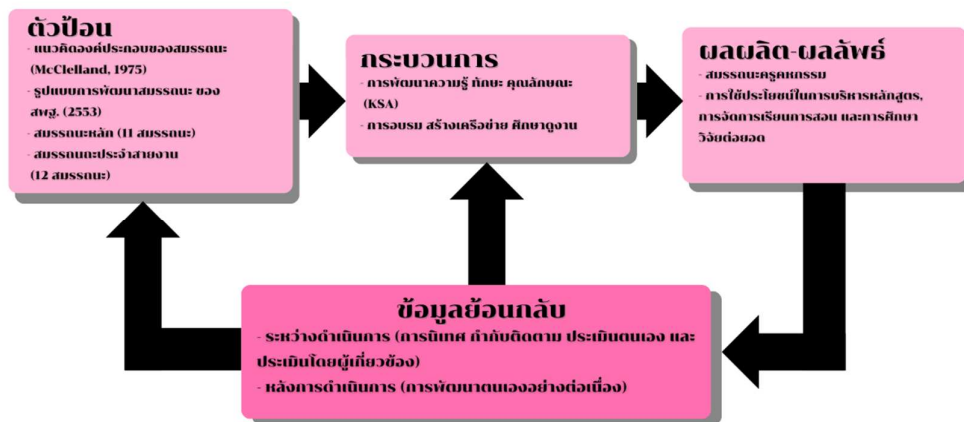 ตัวป้อน
- แนวคิดองค์ประกอบของสมรรถนะ
(McClelland, 1975)
- รูปแบบการพัฒนาสมรรถนะ ของ
สพฐ. (2553)
- สมรรถนะหลัก (11 สมรรถนะ)
- สมรรถนถะประจำสายงาน
(12 สมรรถนะ)
กระบวนการ
- การพัฒนาความรู้ ทักษะ คุณลักษณะ
(KSA)
- การอบรม สร้างเครือข่าย ศึกษาดูงาน
ผลผลิต-ผลลัพธ์
- สมรรถนะครูคหกรรม
- การใช้ประโยชน์ในการบริหารหลักสูตร,
การจัดการเรียนการสอน และการศึกษา
วิจัยต่อยอด
ข้อมูลย้อนกลับ
- ระหว่างดำเนินการ (การนิเทศ กำกับติดตาม ประเมินตนเอง และ
ประเมินโดยผู้เกี่ยวข้อง)
- หลังการดำเนินการ (การพัฒนาตนเองอย่างต่อเนื่อง)